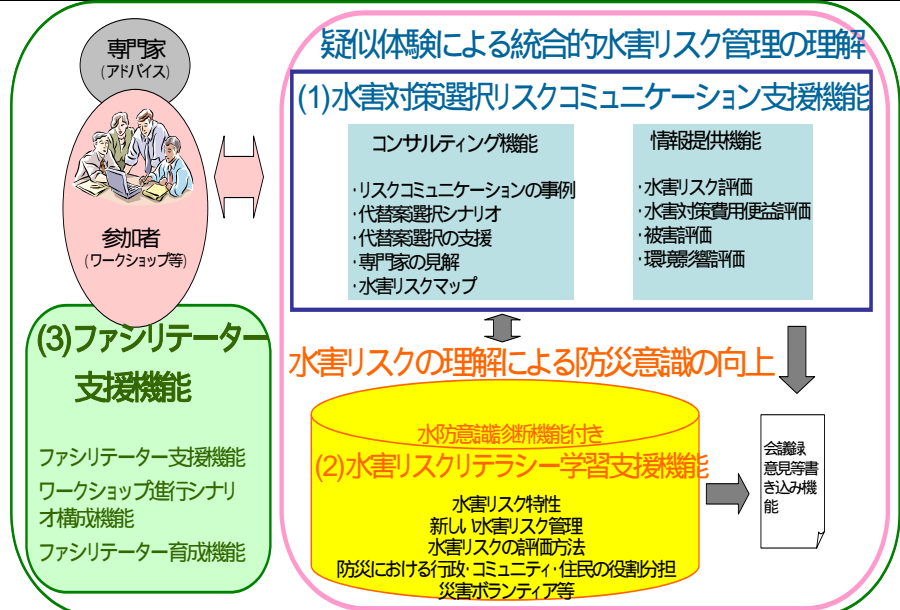 専門家
(アドバイス)
参加者
(ワークショップ等)
(3)ファシリテーター
支援機能
ファシリテーター支援機能
ワークショップ進行シナリ
オ構成機能
ファシリテーター育成機能
疑似体験による統合的水害リスク管理の理解
(1)水害対策選択リスクコミュニケーション支援機能
コンサルティング機能
・リスクコミュニケーションの事例
・代替案選択シナリオ
・代替案選択の支援
・専門家の見解
・水害リスクマップ
情報提供機能
・水害リスク評価
・水害対策費用便益評価
・被害評価
・環境影響評価
水害リスクの理解による防災意識の向上
水防意識診断機能付き
(2)水害リスクリテラシー学習支援機能
水害リスク特性
新しい水害リスク管理
水害リスクの評価方法
防災における行政・コミュニティ・住民の役割分担
災害ボランティア等
会議録
意見等書
き込み機
能